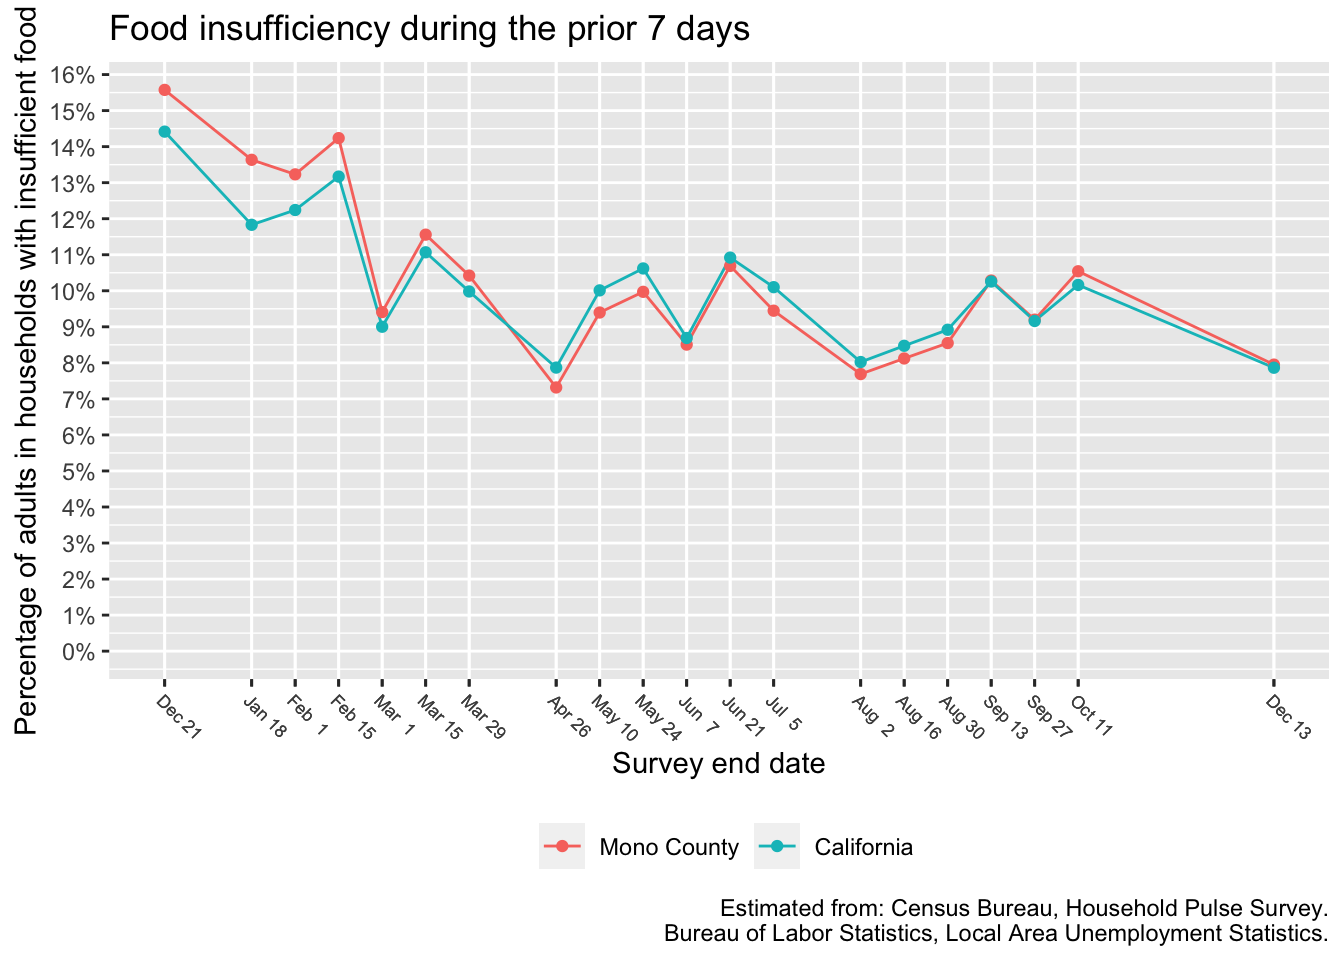 Food insufficiency during the prior 7 days
Percentage of adults in households with insufficient food
16%
15%
14%
13%
12%
11%
10%
9%
8%
7%
6%
5%
4%
3%
2%
1%
0%
Dec 21
Jan 18
Feb 1
Feb 15
Mar 1
Mar 15
Mar 29
Apr 26
May 10
May 24
Jun 7
Jun 21
Jul 5
Aug 2
Aug 16
Aug 30
Sep 13
Sep 27
Oct 11
Dec 13
Survey end date
Mono County
California
Estimated from: Census Bureau, Household Pulse Survey.
Bureau of Labor Statistics, Local Area Unemployment Statistics.